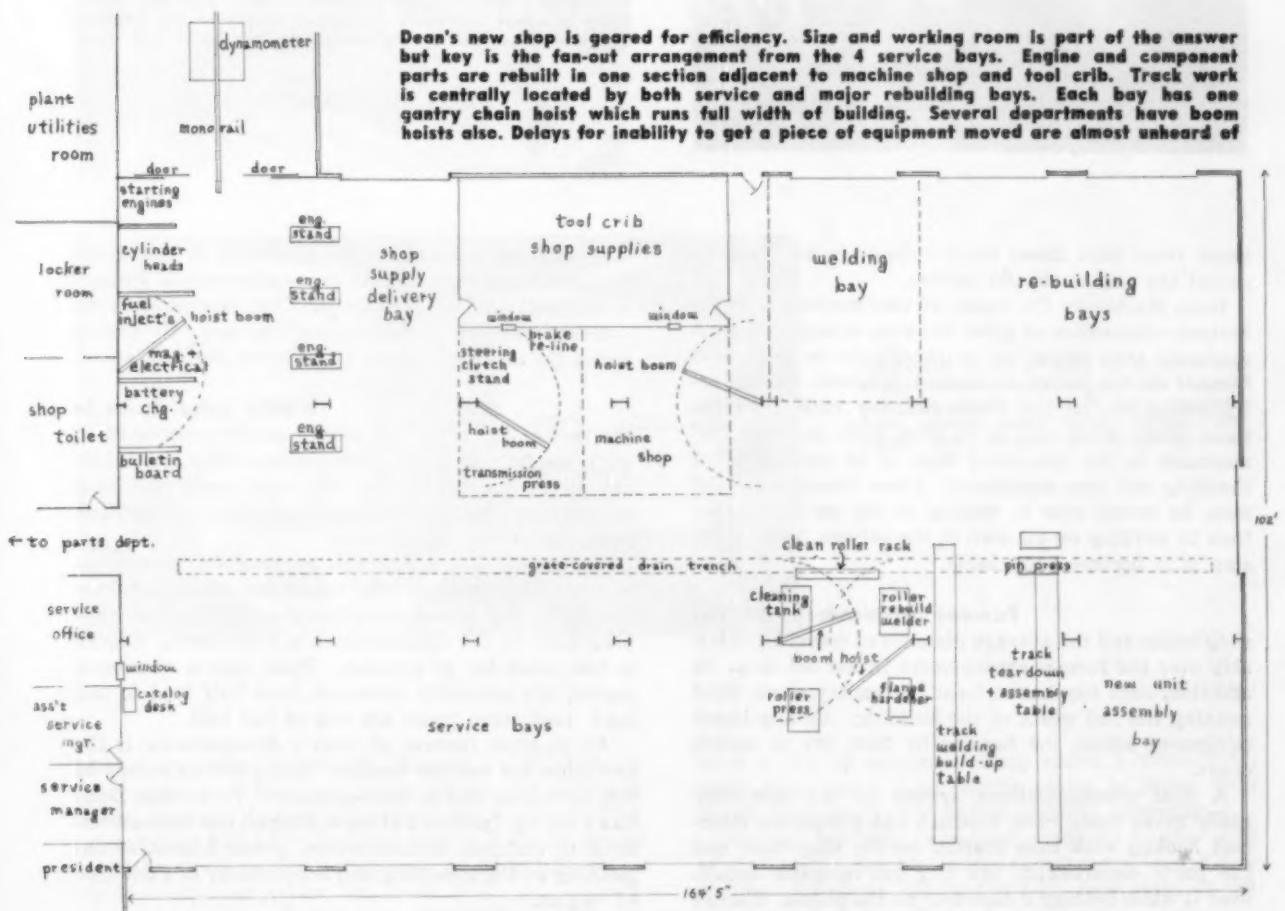 Dean's new shop is geared for efficiency. Size and working room is part of the answer
but key is the fan-out arrangement from the 4 service bays. Engine and component
parts are rebuilt in one section adjacent to machine shop and tool crib. Track work
is centrally located by both service and major rebuilding bays. Each bay has one
gantry chain hoist which runs full width of building. Several departments have boom
hoists also. Delays for inability to get a piece of equipment moved are almost unheard of
dynamometer
plant
utilities
room
mono rail
door
door
starting
engines
cylinder
heads
locker
room
fuel
inject'n
hoist boom
mag +
electrical
battery
chg.
shop
toilet
bulletin
board
eng.
stand
eng.
stand
eng.
stand
eng.
stand
shop
supply
delivery
bay
tool crib
shop supplies
window
window
brake
re-line
steering
clutch
stand
hoist
boom
transmission
press
hoist boom
machine
shop
welding
bay
re-building
bays
102'
← to parts dept.
grate-covered drain trench
clean roller rack
pin press
cleaning
tank
roller
rebuild
welder
boom hoist
roller
press
flange
hardener
track
teardown
+ assembly
table
track
welding
build-up
table
new unit
assembly
bay
service
office
window
catalog
desk
ass't
service
mgr.
service bays
service
manager
president
164' 5"